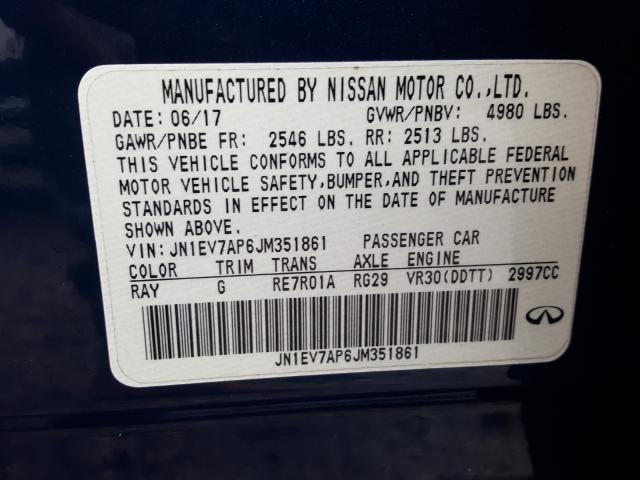 MANUFACTURED BY NISSAN MOTOR CO.,LTD.
DATE: 06/17 GVWR/PNBV: 4980 LBS.
GAWR/PNBE FR: 2546 LBS. RR: 2513 LBS.
THIS VEHICLE CONFORMS TO ALL APPLICABLE FEDERAL
MOTOR VEHICLE SAFETY,BUMPER,AND THEFT PREVENTION
STANDARDS IN EFFECT ON THE DATE OF MANUFACTURE
SHOWN ABOVE.
VIN:JN1EV7AP6JM351861 PASSENGER CAR
COLOR TRIM TRANS AXLE ENGINE
RAY G RE7R01A RG29 VR30(DDTT) 2997CC
JN1EV7AP6JM351861